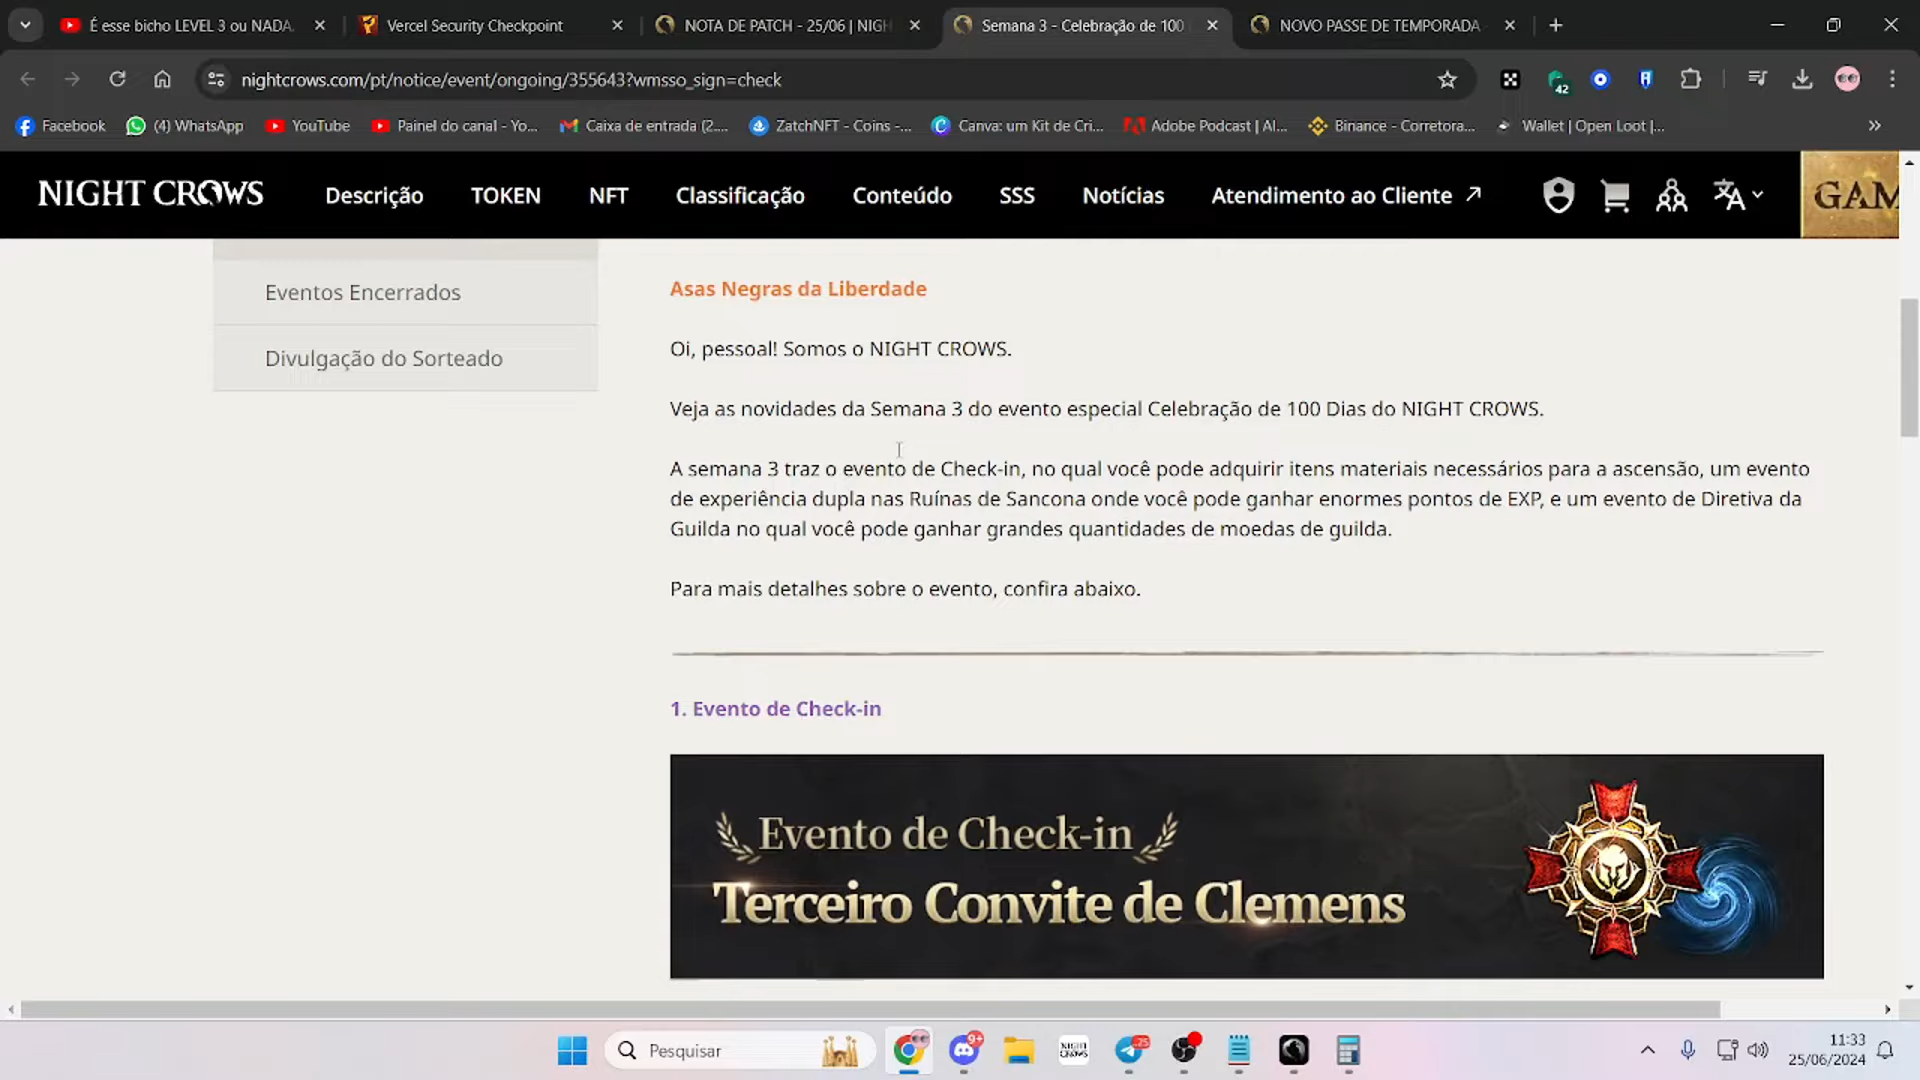 É esse bicho LEVEL 3 ou NADA.
Vercel Security Checkpoint
NOTA DE PATCH - 25/06 | NIGH
Semana 3 - Celebração de 100
NOVO PASSE DE TEMPORADA
nightcrows.com/pt/notice/event/ongoing/355643?wmsso_sign=check
42
Facebook
(4) WhatsApp
YouTube
Painel do canal - Yo...
Caixa de entrada (2....
ZatchNFT - Coins -...
Canva: um Kit de Cri...
Adobe Podcast | AI...
Binance - Corretora...
Wallet | Open Loot |...
NIGHT CROWS
Descrição
TOKEN
NFT
Classificação
Conteúdo
SSS
Notícias
Atendimento ao Cliente
GAM
Eventos Encerrados
Divulgação do Sorteado
Asas Negras da Liberdade
Oi, pessoal! Somos o NIGHT CROWS.
Veja as novidades da Semana 3 do evento especial Celebração de 100 Dias do NIGHT CROWS.
A semana 3 traz o evento de Check-in, no qual você pode adquirir itens materiais necessários para a ascensão, um evento
de experiência dupla nas Ruínas de Sancona onde você pode ganhar enormes pontos de EXP, e um evento de Diretiva da
Guilda no qual você pode ganhar grandes quantidades de moedas de guilda.
Para mais detalhes sobre o evento, confira abaixo.
1. Evento de Check-in
Evento de Check-in
Terceiro Convite de Clemens
Pesquisar
9+
NIGHT
CROWS
25
11:33
25/06/2024